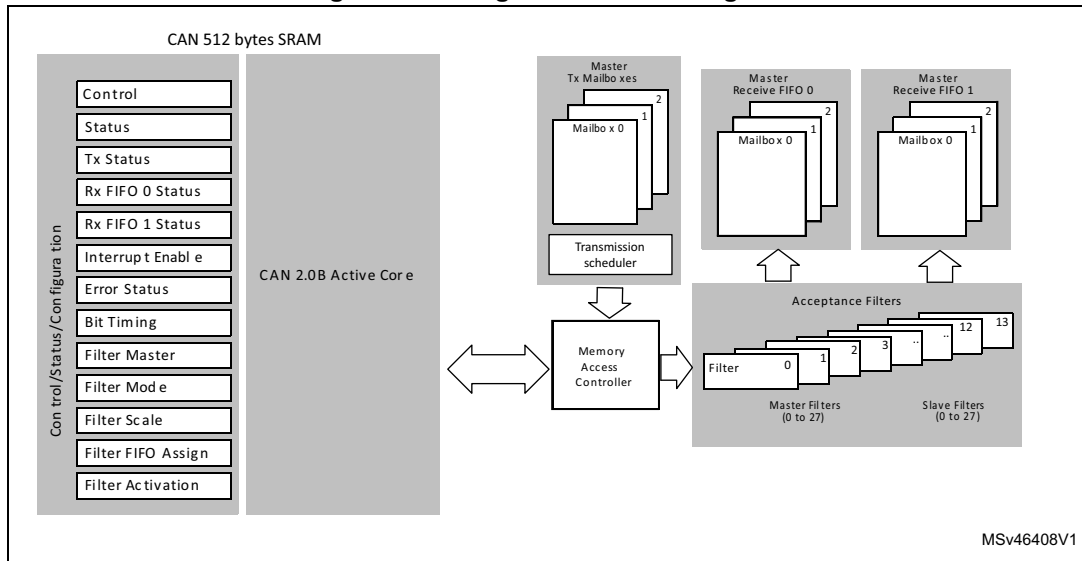 CAN 512 bytes SRAM
Control/Status/Configuration
Control
Status
Tx Status
Rx FIFO 0 Status
Rx FIFO 1 Status
Interrupt Enable
Error Status
Bit Timing
Filter Master
Filter Mode
Filter Scale
Filter FIFO Assign
Filter Activation
CAN 2.0B Active Core
Master
Tx Mailboxes
2
1
Mailbox 0
Transmission
scheduler
Memory
Access
Controller
Master
Receive FIFO 0
2
1
Mailbox 0
Master
Receive FIFO 1
2
1
Mailbox 0
Acceptance Filters
Filter 0
1
2
3
..
..
12
13
Master Filters
(0 to 27)
Slave Filters
(0 to 27)
MSv46408V1